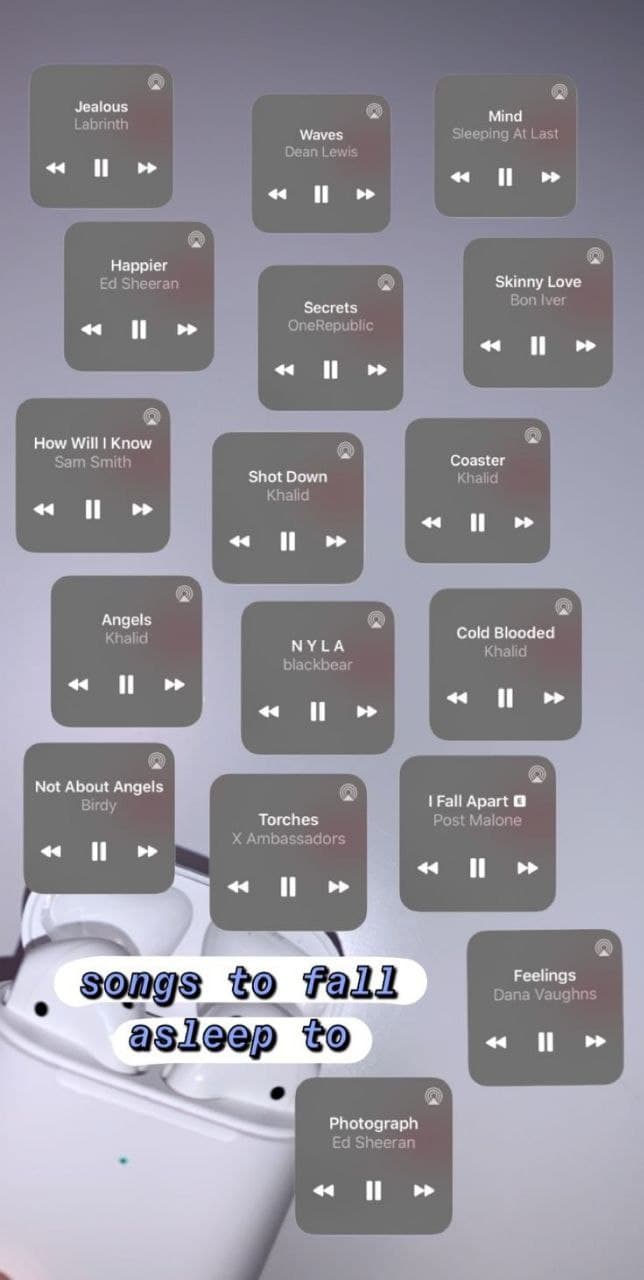 Jealous
Labrinth
Waves
Dean Lewis
Mind
Sleeping At Last
Happier
Ed Sheeran
Secrets
OneRepublic
Skinny Love
Bon Iver
How Will I Know
Sam Smith
Shot Down
Khalid
Coaster
Khalid
Angels
Khalid
N Y L A
blackbear
Cold Blooded
Khalid
Not About Angels
Birdy
Torches
X Ambassadors
I Fall Apart E
Post Malone
songs to fall
asleep to
Feelings
Dana Vaughns
Photograph
Ed Sheeran